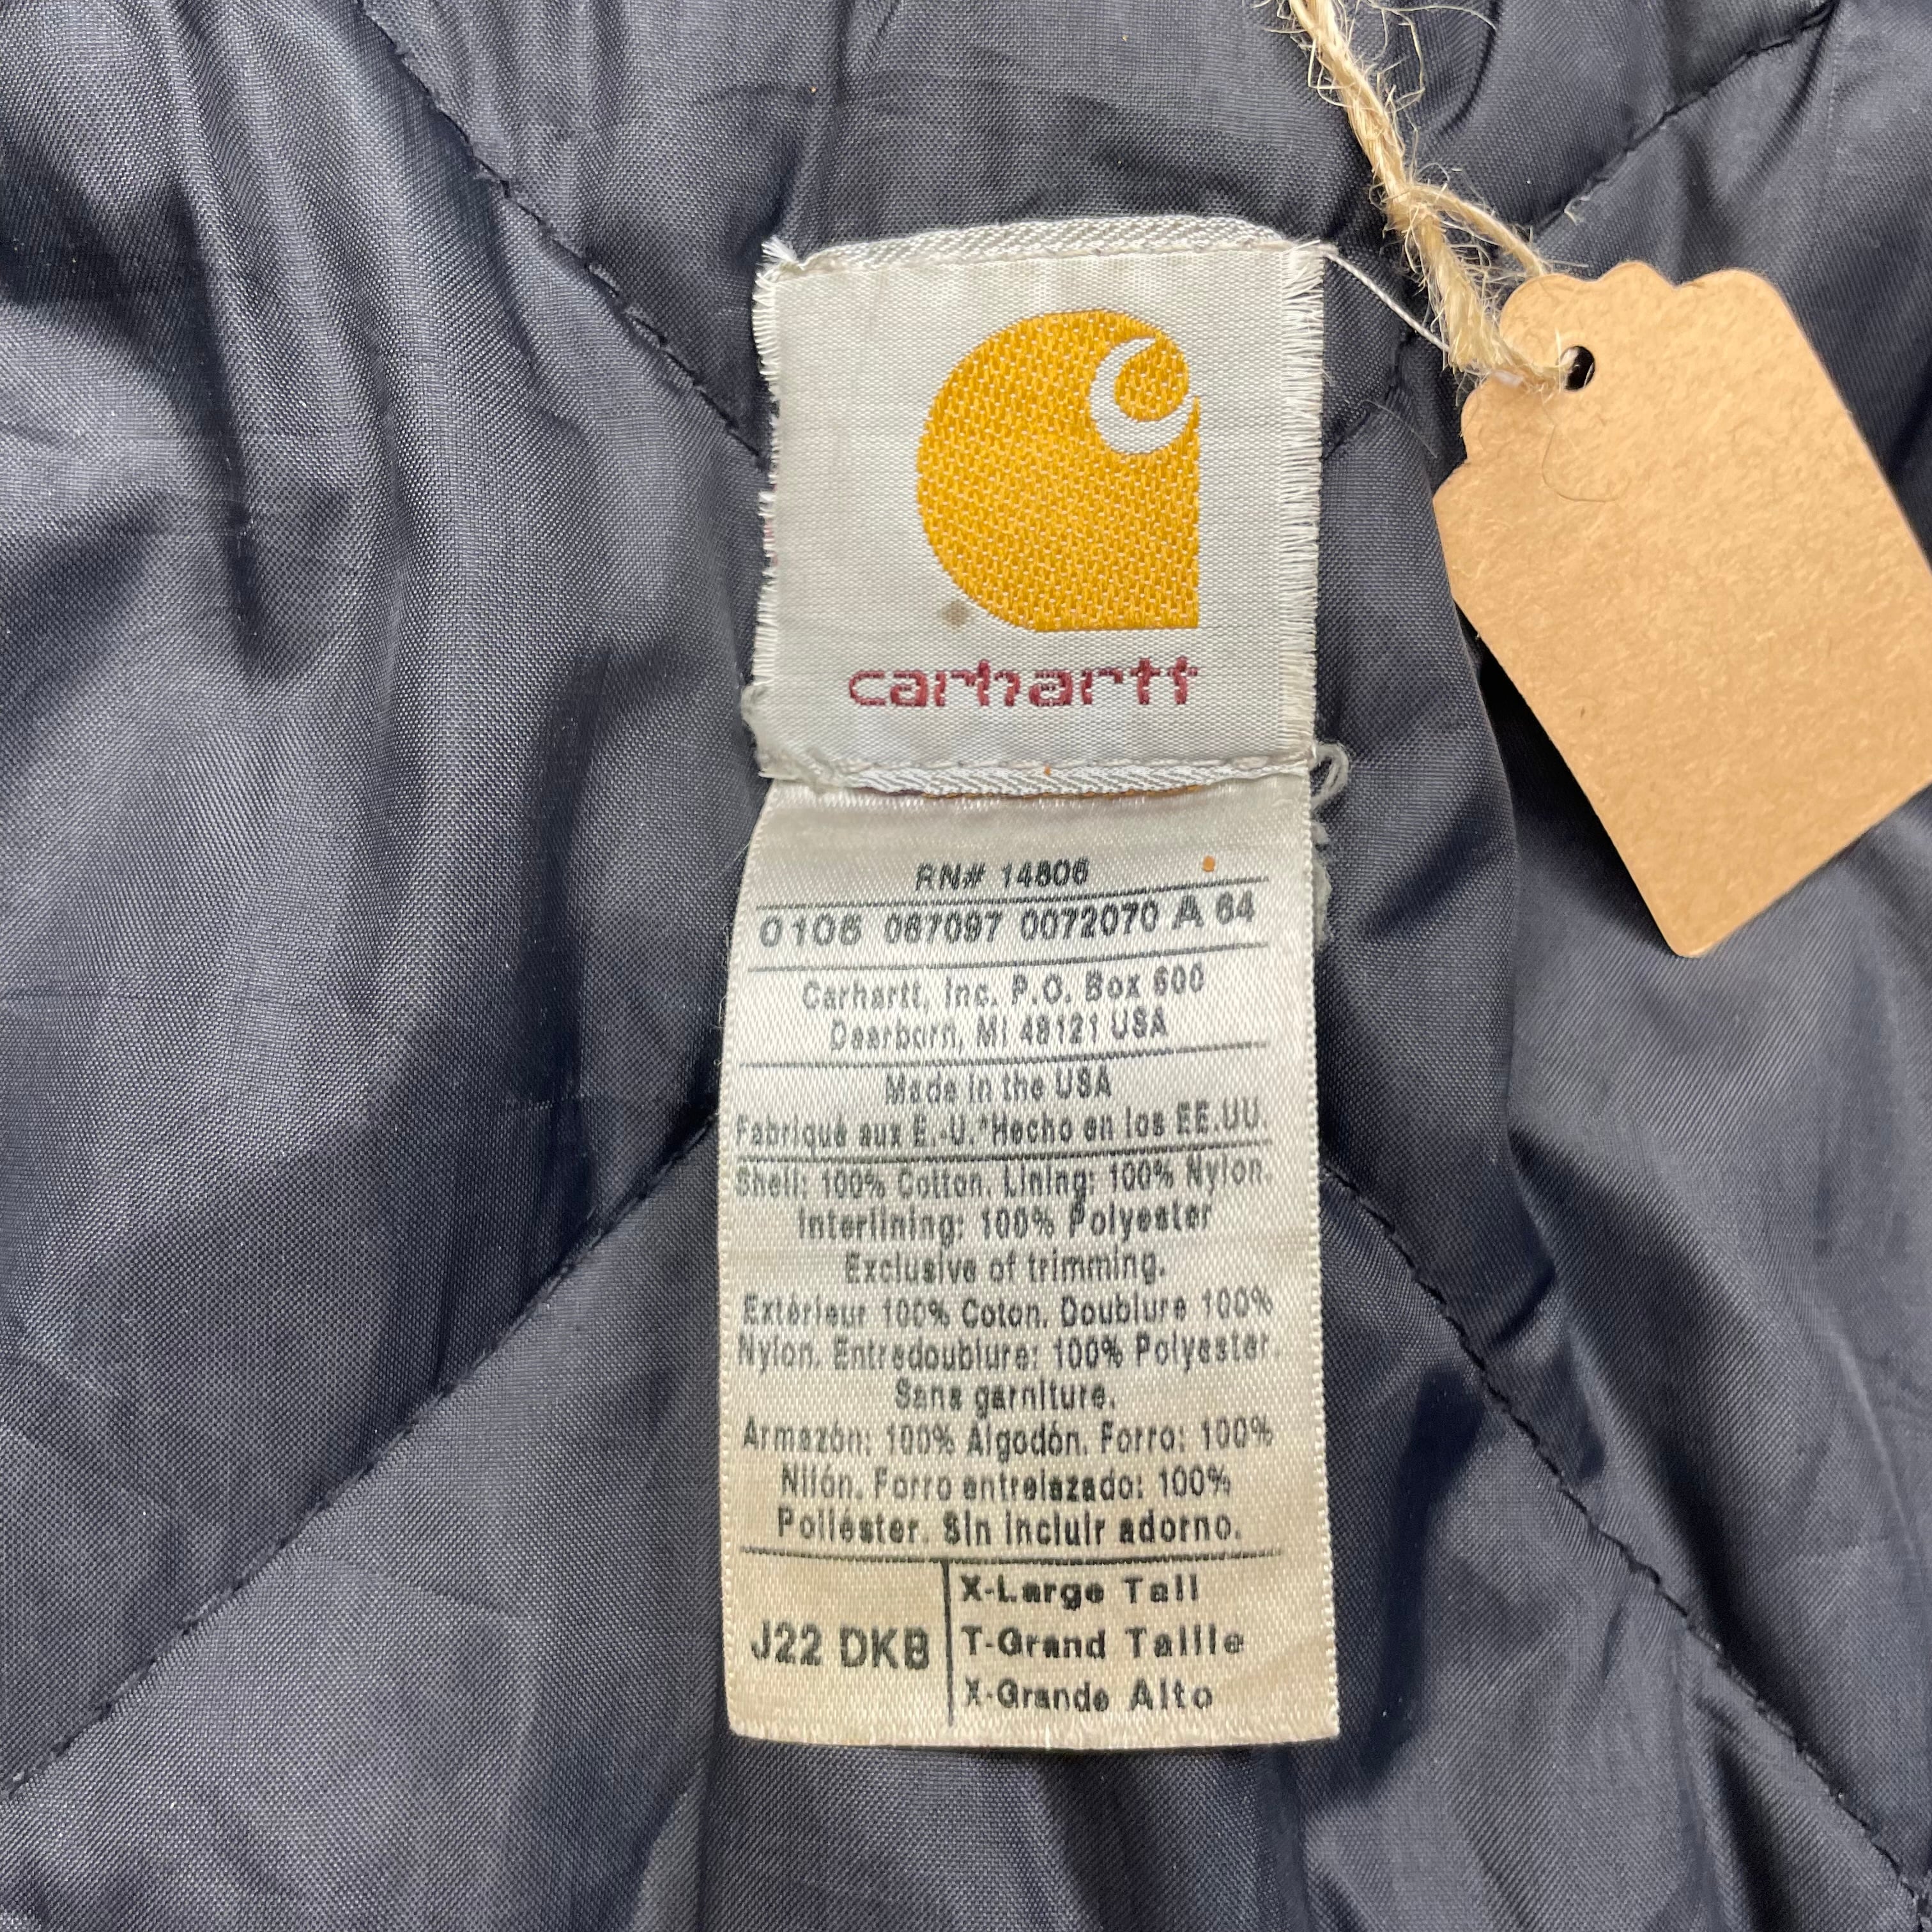 carhartt
RN# 14806
0106 067097 0072070 A 64
Carhartt, Inc. P.O. Box 600
Dearborn, MI 48121 USA
Made in the USA
Fabriqué aux E.-U.*Hecho en los EE.UU.
Shell: 100% Cotton. Lining: 100% Nylon.
Interlining: 100% Polyester
Exclusive of trimming.
Extérieur 100% Coton. Doublure 100%
Nylon. Entredoublure: 100% Polyester.
Sans garniture.
Armazón: 100% Algodón. Forro: 100%
Nilón. Forro entrelazado: 100%
Poliéster. Sin incluir adorno.
J22 DKB
X-Large Tall
T-Grand Taille
X-Grande Alto